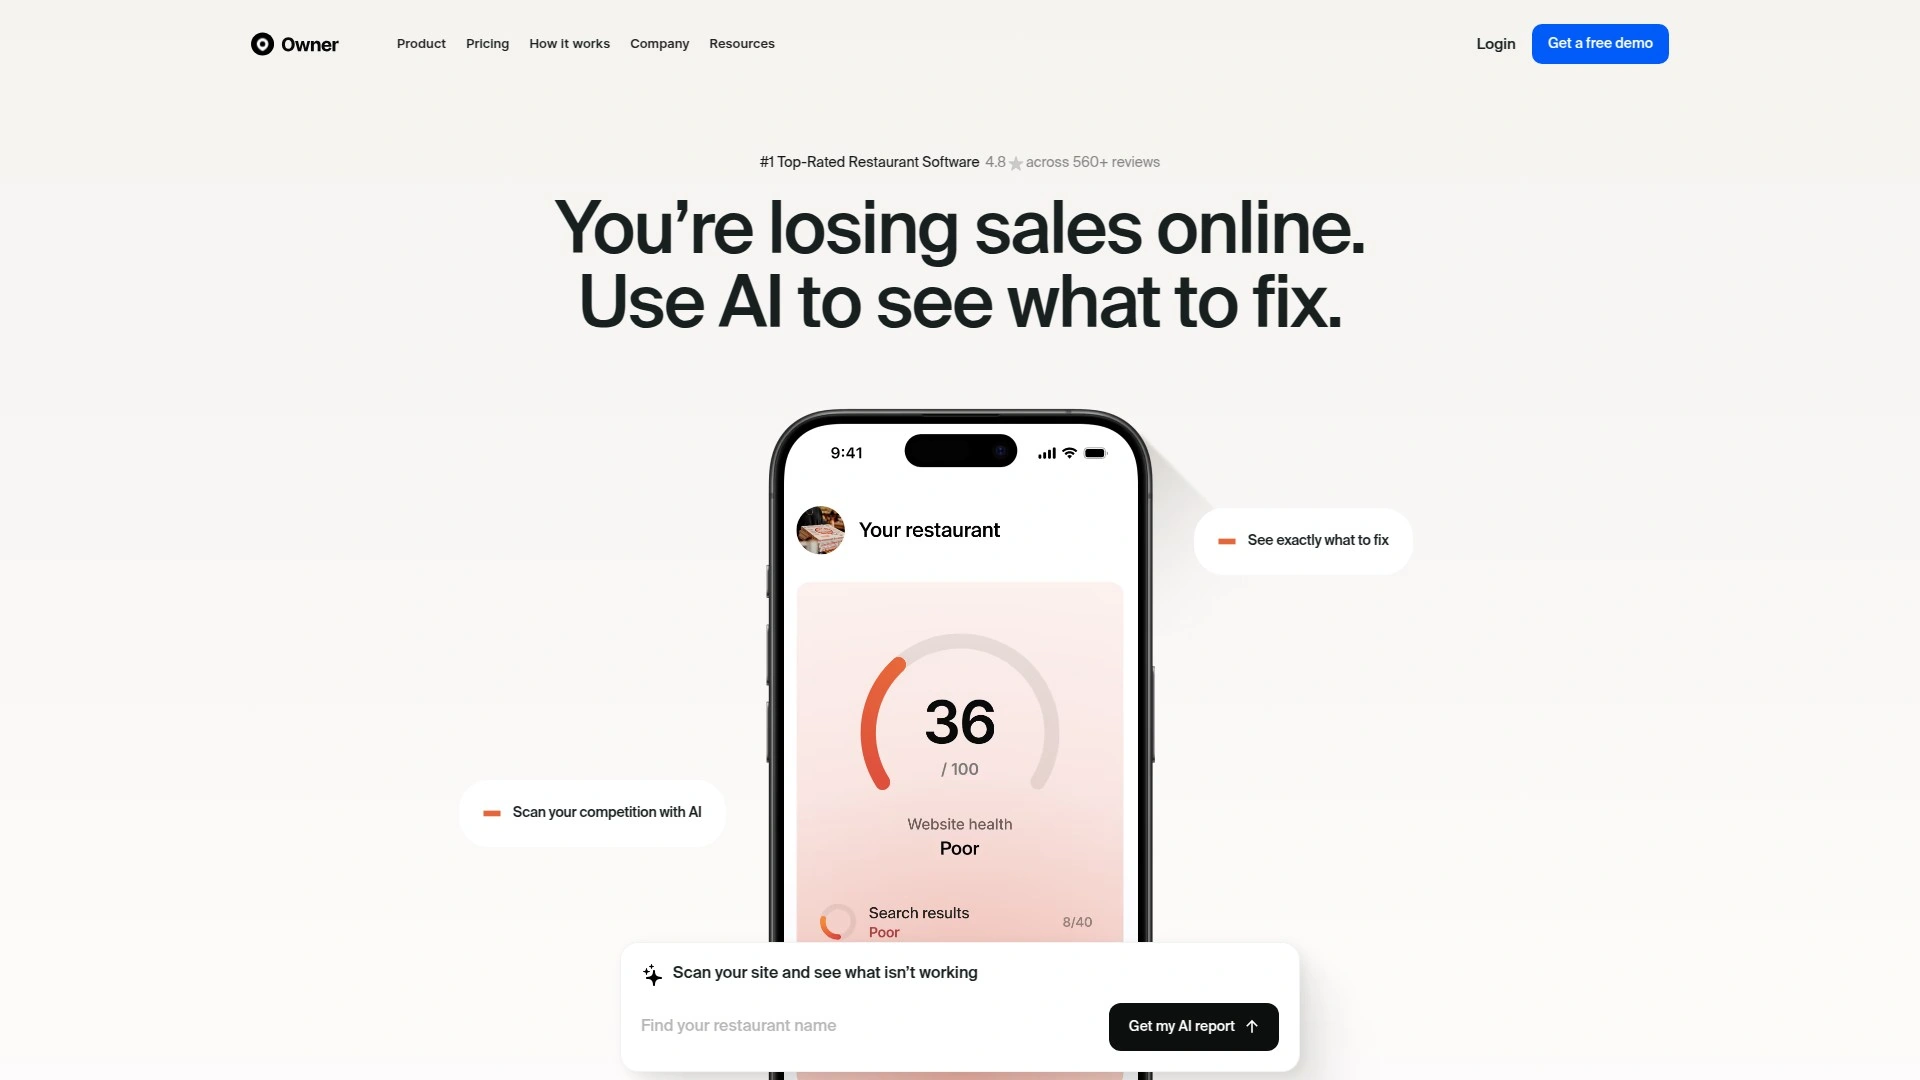 Owner
Product
Pricing
How it works
Company
Resources
Login
Get a free demo
#1 Top-Rated Restaurant Software 4.8 across 560+ reviews
You’re losing sales online.
Use AI to see what to fix.
9:41
Your restaurant
See exactly what to fix
36
/ 100
Website health
Poor
Scan your competition with AI
Search results
Poor
8/40
Scan your site and see what isn’t working
Find your restaurant name
Get my AI report